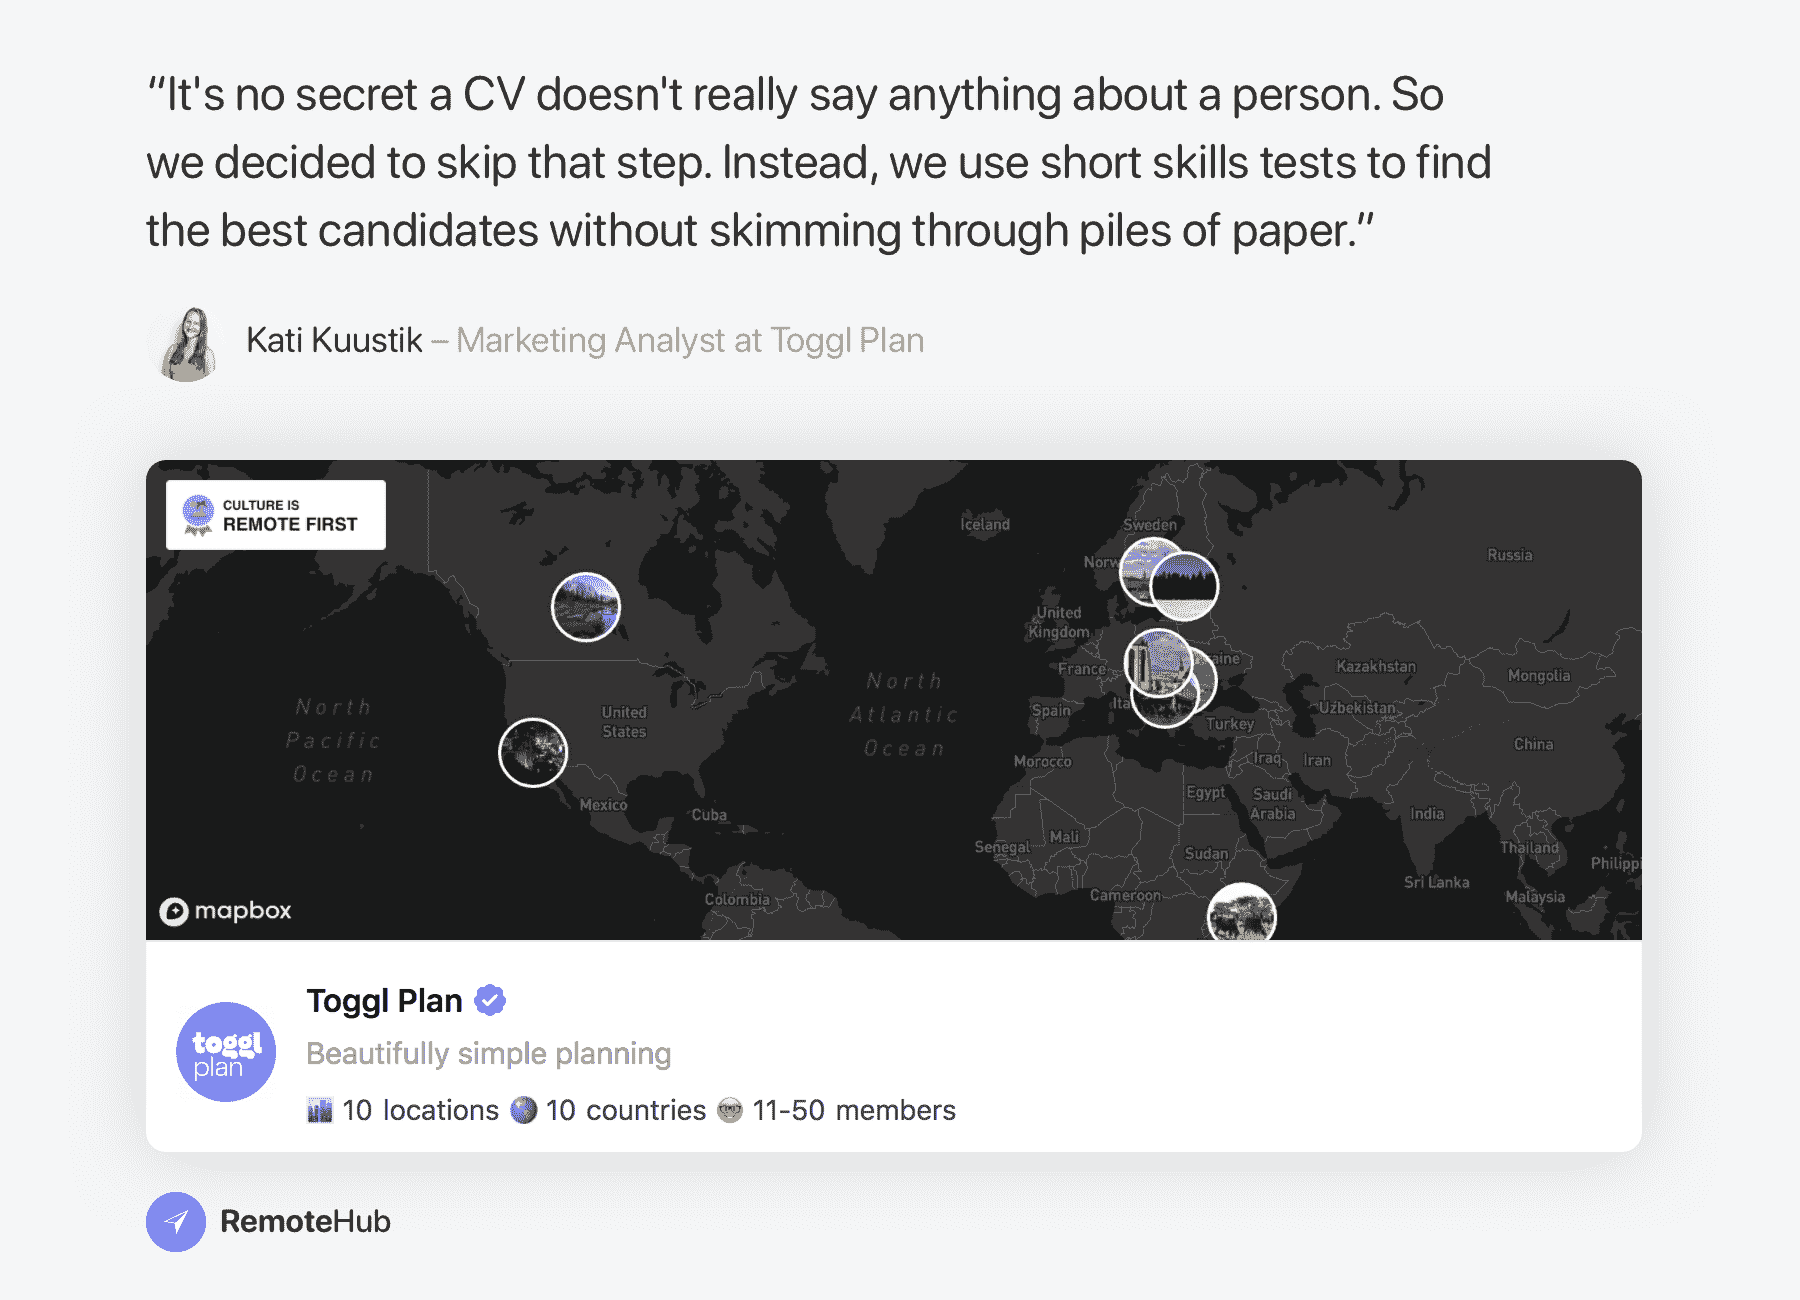 “It's no secret a CV doesn't really say anything about a person. So
we decided to skip that step. Instead, we use short skills tests to find
the best candidates without skimming through piles of paper.”
Kati Kuustik – Marketing Analyst at Toggl Plan
CULTURE IS
REMOTE FIRST
Iceland
Sweden
Russia
United
Kingdom
France
Kazakhstan
Mongolia
North
Atlantic
Ocean
North
Pacific
Ocean
United
States
Spain
Turkey
Uzbekistan
China
Morocco
Iraq
Iran
Mexico
Cuba
Egypt
Saudi
Arabia
India
Mali
Senegal
Sudan
Thailand
Cameroon
Sri Lanka
Malaysia
Colombia
mapbox
Toggl Plan
toggl
plan
Beautifully simple planning
10 locations 10 countries 11-50 members
RemoteHub